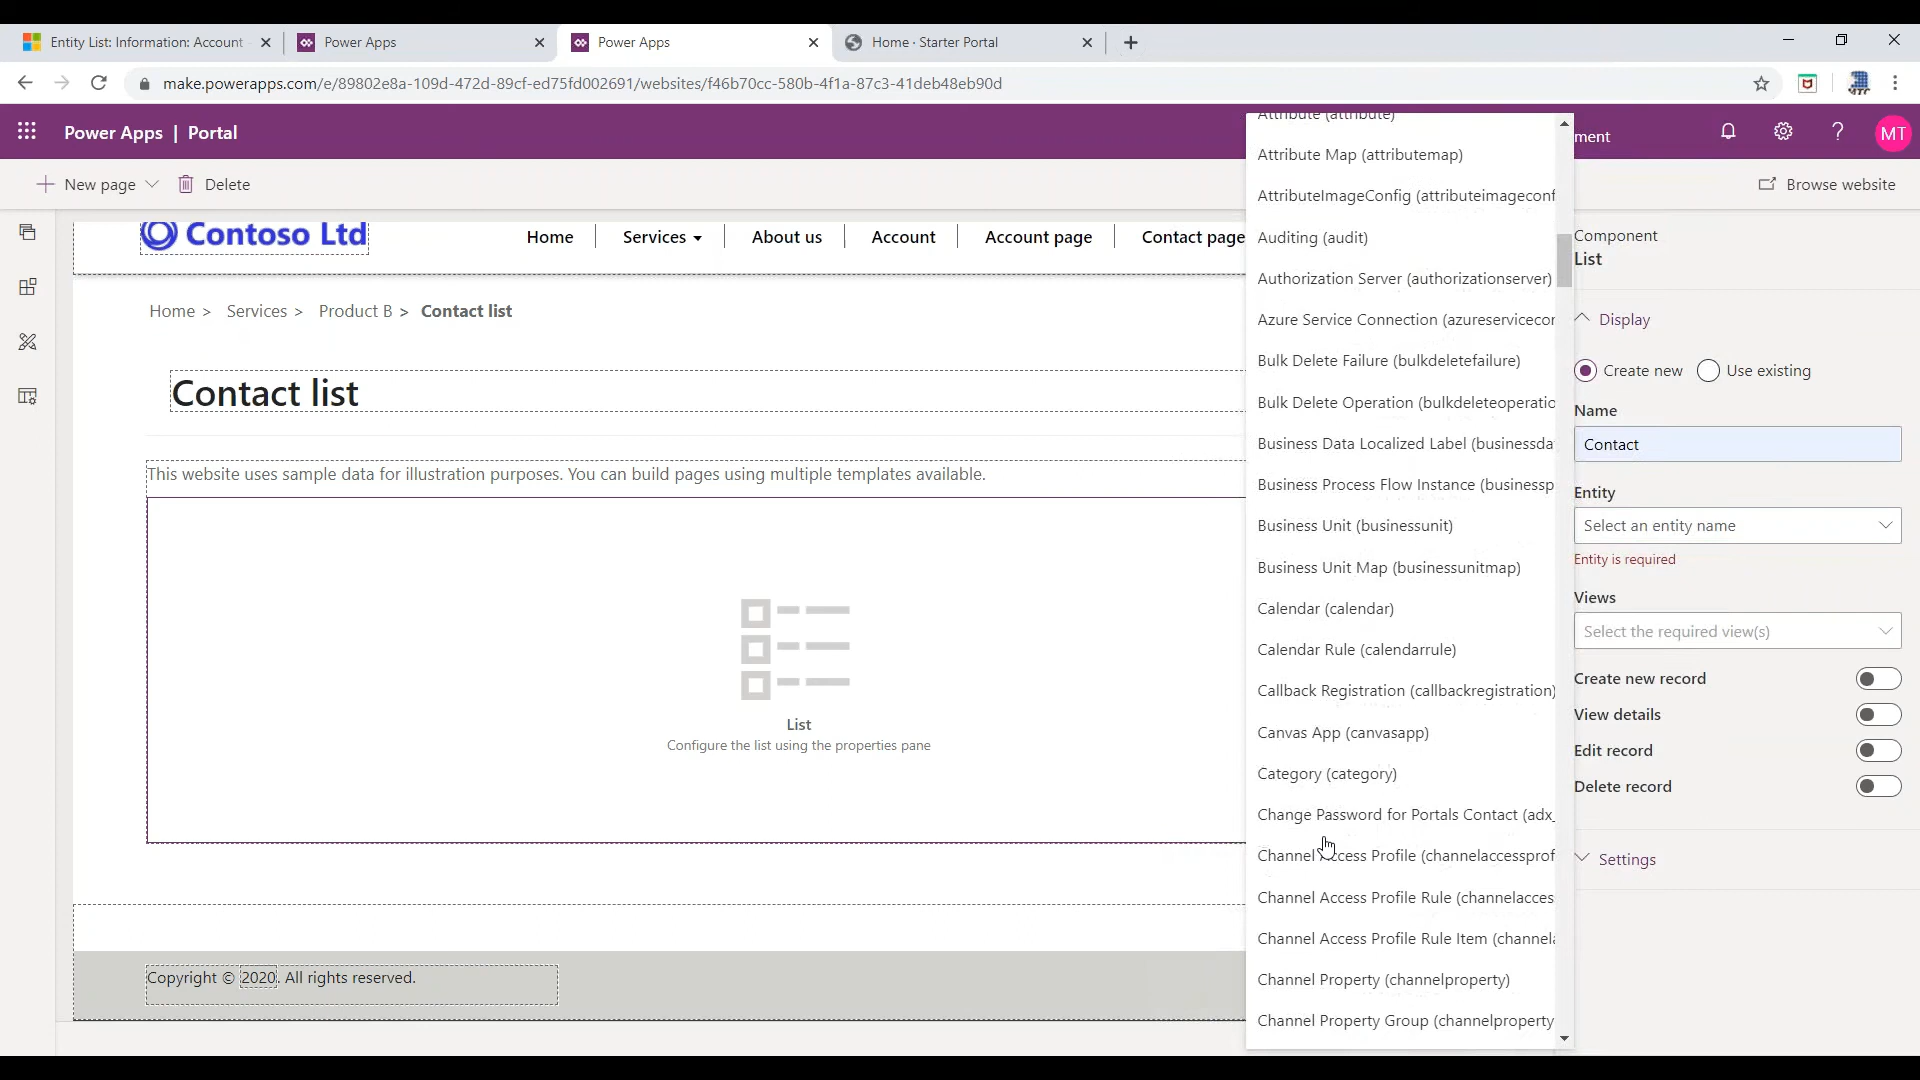 Entity List: Information: Account
Power Apps
Power Apps
Home · Starter Portal
make.powerapps.com/e/89802e8a-109d-472d-89cf-ed75fd002691/websites/f46b70cc-580b-4f1a-87c3-41deb48eb90d
Power Apps | Portal
ment
MT
New page
Delete
Browse website
Contoso Ltd
Home
Services
About us
Account
Account page
Contact page
Home >
Services >
Product B >
Contact list
Contact list
This website uses sample data for illustration purposes. You can build pages using multiple templates available.
List
Configure the list using the properties pane
Copyright © 2020. All rights reserved.
Attribute (attribute)
Attribute Map (attributemap)
AttributeImageConfig (attributeimageconf
Auditing (audit)
Authorization Server (authorizationserver)
Azure Service Connection (azureservicecor
Bulk Delete Failure (bulkdeletefailure)
Bulk Delete Operation (bulkdeleteoperatio
Business Data Localized Label (businessda
Business Process Flow Instance (businessp
Business Unit (businessunit)
Business Unit Map (businessunitmap)
Calendar (calendar)
Calendar Rule (calendarrule)
Callback Registration (callbackregistration)
Canvas App (canvasapp)
Category (category)
Change Password for Portals Contact (adx_
Channel Access Profile (channelaccessprof
Channel Access Profile Rule (channelacces
Channel Access Profile Rule Item (channela
Channel Property (channelproperty)
Channel Property Group (channelproperty
Component
List
Display
Create new
Use existing
Name
Contact
Entity
Select an entity name
Entity is required
Views
Select the required view(s)
Create new record
View details
Edit record
Delete record
Settings